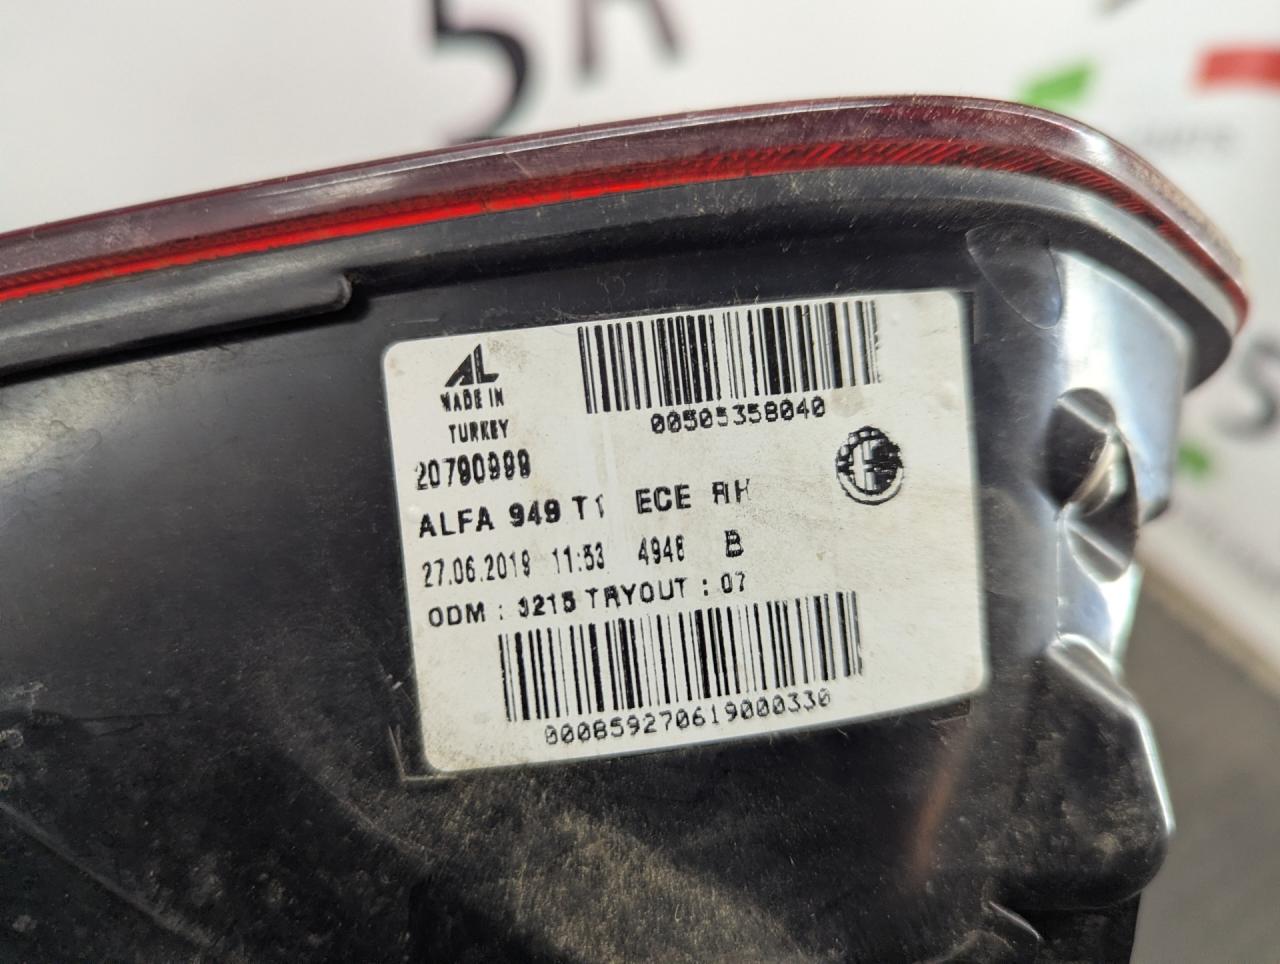 5R
AL
MADE IN
TURKEY
00505358040
20790999
ALFA 949 T1 ECE RH
27.06.2019 11:53 4948 B
ODM : 3215 TRYOUT : 07
000859270619000330